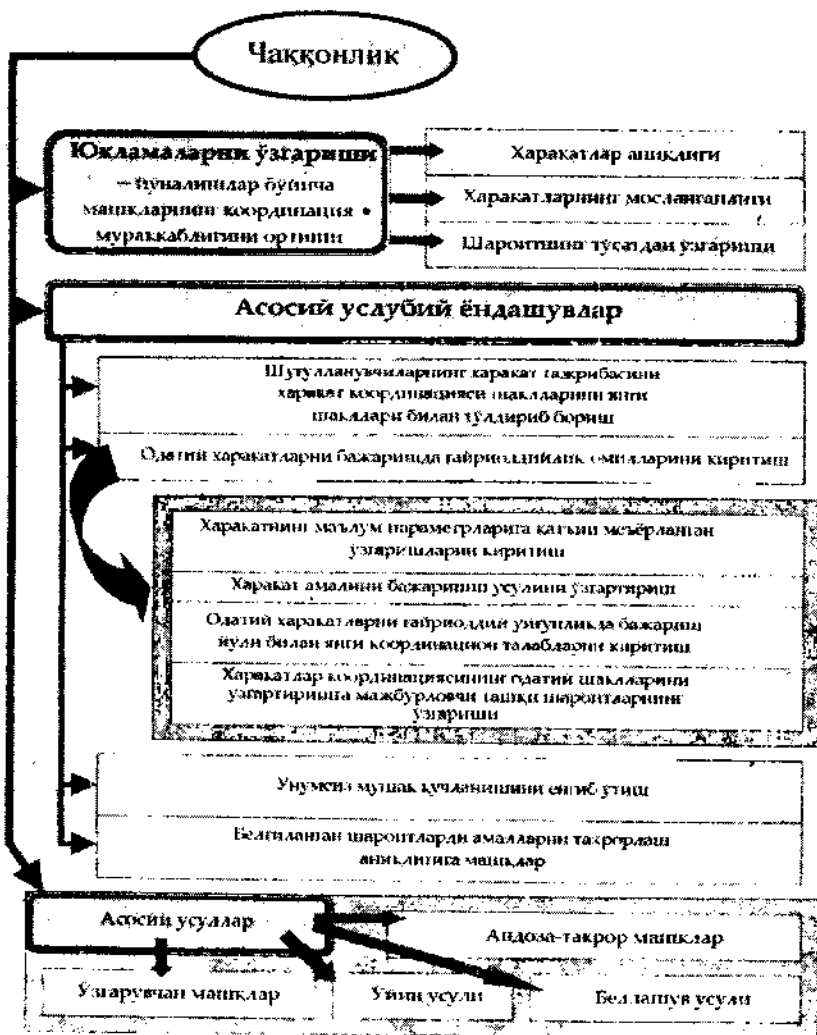 Чаққонлик
Юкламаларни ўзгариши
– йўналишлар бўйича
машқларнинг координация
мураккаблигини ортиши
Ҳаракатлар аниқлиги
Ҳаракатларнинг мосланганлиги
Шароитнинг тўсатдан ўзгариши
Асосий услубий ёндашувлар
Шуғулланувчиларнинг ҳаракат тажрибасини
ҳаракат координацияси шаклларини янги
шакллари билан тўлдириб бориш
Одатий ҳаракатларни бажаришда ғайриоддийлик омилларини киритиш
Ҳаракатнинг маълум параметрларига қатъий меъёрланган
ўзгаришларни киритиш
Ҳаракат амалини бажариши усулини ўзгартириш
Одатий ҳаракатларни ғайриоддий уйғунликда бажариш
йўли билан янги координацион талабларни киритиш
Ҳаракатлар координациясининг одатий шаклларини
ўзгартиришга мажбурловчи ташқи шароитларнинг
ўзгариши
Унумсиз мушак кучланишини енгиб ўтиш
Белгиланган шароитларди амалларни такрорлаш
аниқлигига машқлар
Асосий усуллар
Андоза-такрор машқлар
Ўзгарувчан машқлар
Ўйин усули
Беллашув усули